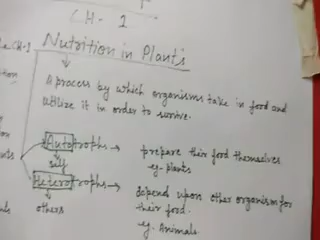 CH- 1
Nutrition in Plants
A process by which organisms take in food and
utilize it in order to survive.
Autotrophs → prepare their food themselves
self eg- plants
Heterotrophs → depend upon other organism for
others their food.
eg- Animals